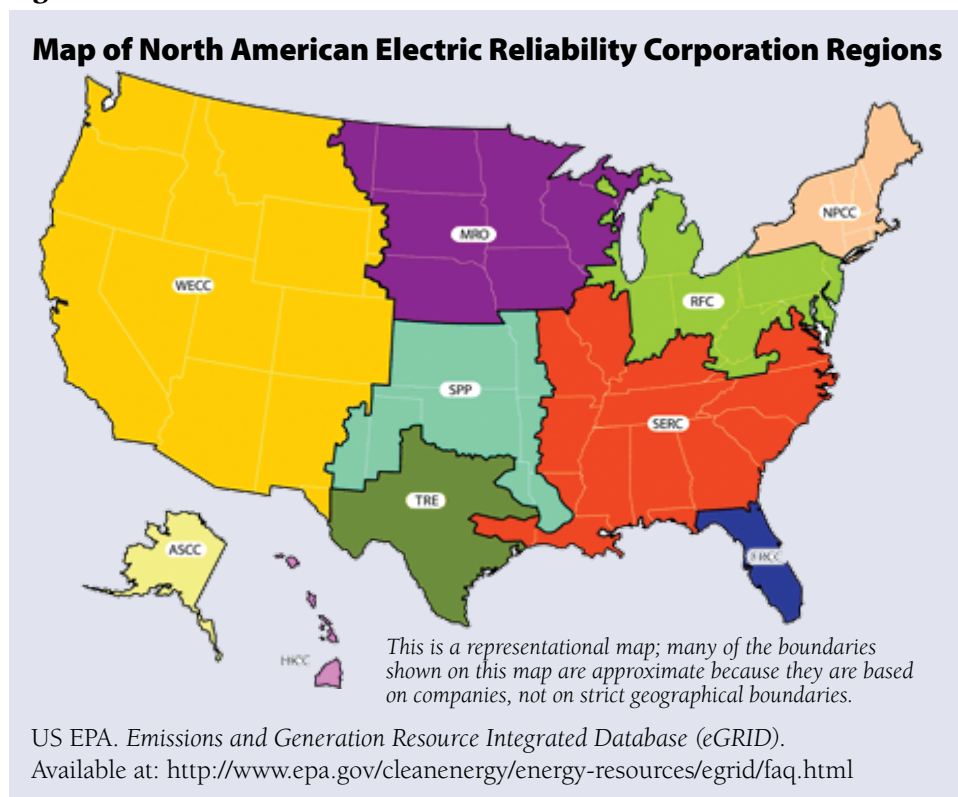 Map of North American Electric Reliability Corporation Regions
NPCC
MRO
WECC
RFC
SPP
SERC
TRE
ASCC
FRCC
HICC
This is a representational map; many of the boundaries
shown on this map are approximate because they are based
on companies, not on strict geographical boundaries.
US EPA. Emissions and Generation Resource Integrated Database (eGRID).
Available at: http://www.epa.gov/cleanenergy/energy-resources/egrid/faq.html